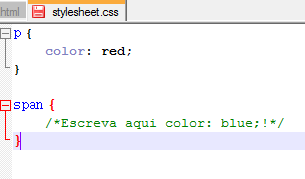 html stylesheet.css
p {
color: red;
}
span {
/*Escreva aqui color: blue;!*/
}